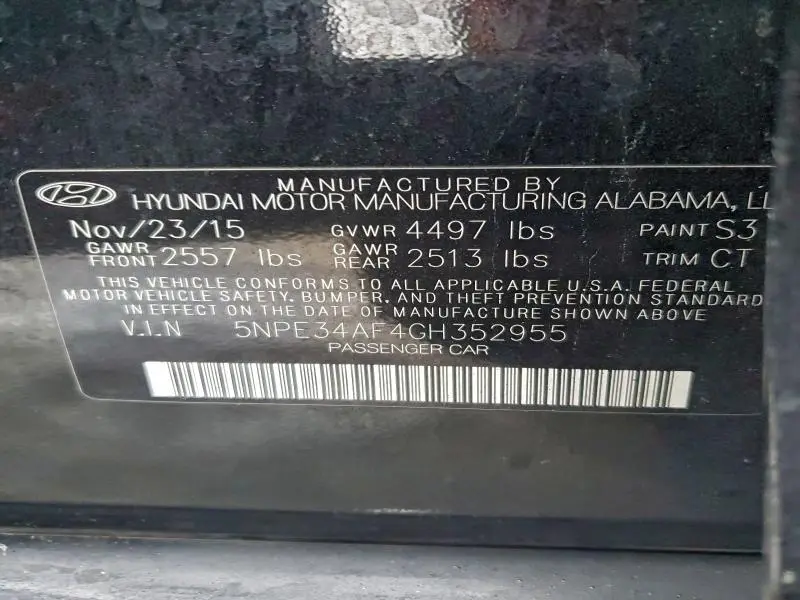 MANUFACTURED BY
HYUNDAI MOTOR MANUFACTURING ALABAMA,
Nov/23/15 GVWR 4497 lbs PAINT S3
GAWR FRONT 2557 lbs GAWR REAR 2513 lbs TRIM CT
THIS VEHICLE CONFORMS TO ALL APPLICABLE U.S.A. FEDERAL
MOTOR VEHICLE SAFETY, BUMPER, AND THEFT PREVENTION STANDARD
IN EFFECT ON THE DATE OF MANUFACTURE SHOWN ABOVE
V.I.N 5NPE34AF4GH352955
PASSENGER CAR